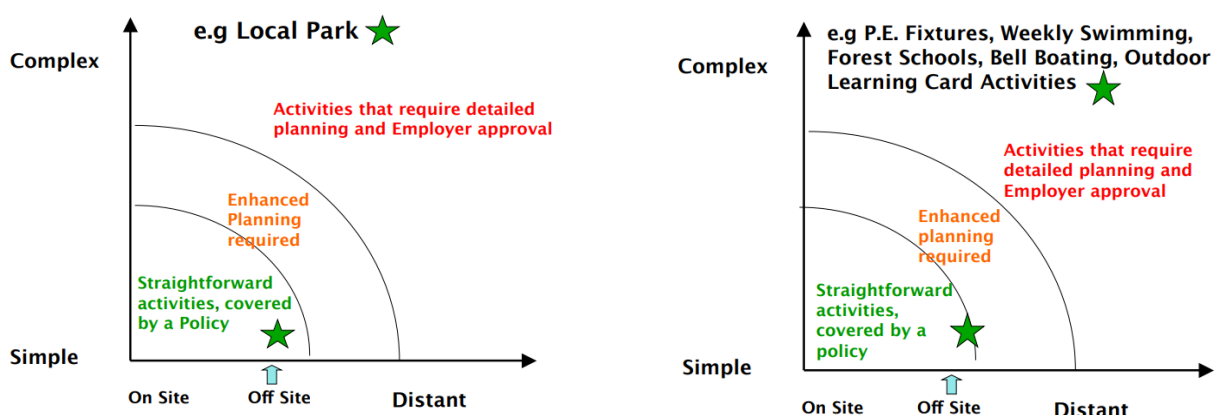 e.g Local Park
Complex
Activities that require detailed
planning and Employer approval
Enhanced
Planning
required
Straightforward
activities, covered
by a Policy
Simple
On Site
Off Site
Distant
e.g P.E. Fixtures, Weekly Swimming,
Forest Schools, Bell Boating, Outdoor
Learning Card Activities
Complex
Activities that require
detailed planning and
Employer approval
Enhanced
planning
required
Straightforward
activities,
covered by a
policy
Simple
On Site
Off Site
Distant